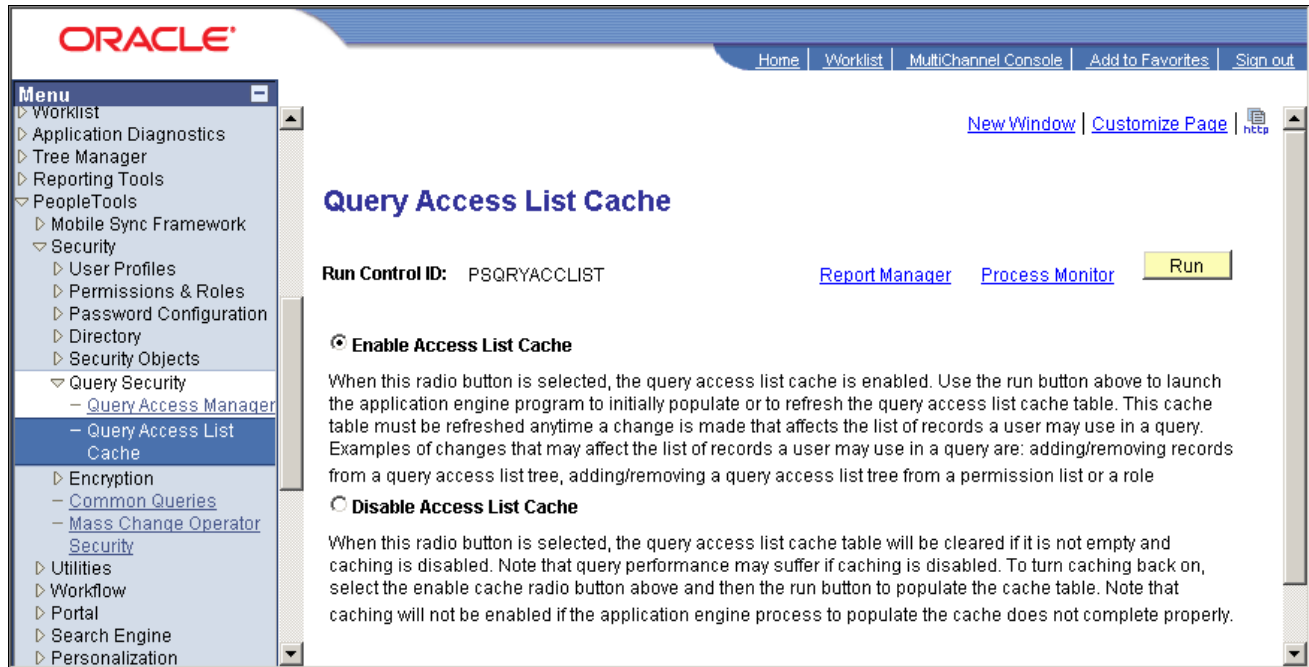 ORACLE
Home Worklist MultiChannel Console Add to Favorites Sign out
Menu
Worklist
Application Diagnostics
Tree Manager
Reporting Tools
PeopleTools
Mobile Sync Framework
Security
User Profiles
Permissions & Roles
Password Configuration
Directory
Security Objects
Query Security
– Query Access Manager
– Query Access List
Cache
Encryption
– Common Queries
– Mass Change Operator
Security
Utilities
Workflow
Portal
Search Engine
Personalization
New Window | Customize Page | http
Query Access List Cache
Run Control ID: PSQRYACCLIST Report Manager Process Monitor Run
Enable Access List Cache
When this radio button is selected, the query access list cache is enabled. Use the run button above to launch
the application engine program to initially populate or to refresh the query access list cache table. This cache
table must be refreshed anytime a change is made that affects the list of records a user may use in a query.
Examples of changes that may affect the list of records a user may use in a query are: adding/removing records
from a query access list tree, adding/removing a query access list tree from a permission list or a role
Disable Access List Cache
When this radio button is selected, the query access list cache table will be cleared if it is not empty and
caching is disabled. Note that query performance may suffer if caching is disabled. To turn caching back on,
select the enable cache radio button above and then the run button to populate the cache table. Note that
caching will not be enabled if the application engine process to populate the cache does not complete properly.